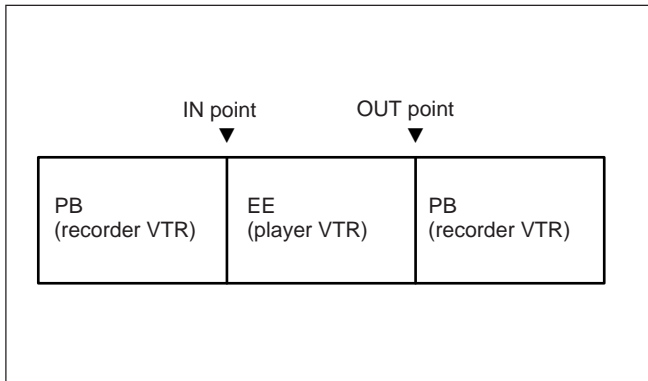 IN point
OUT point
PB
(recorder VTR)
EE
(player VTR)
PB
(recorder VTR)